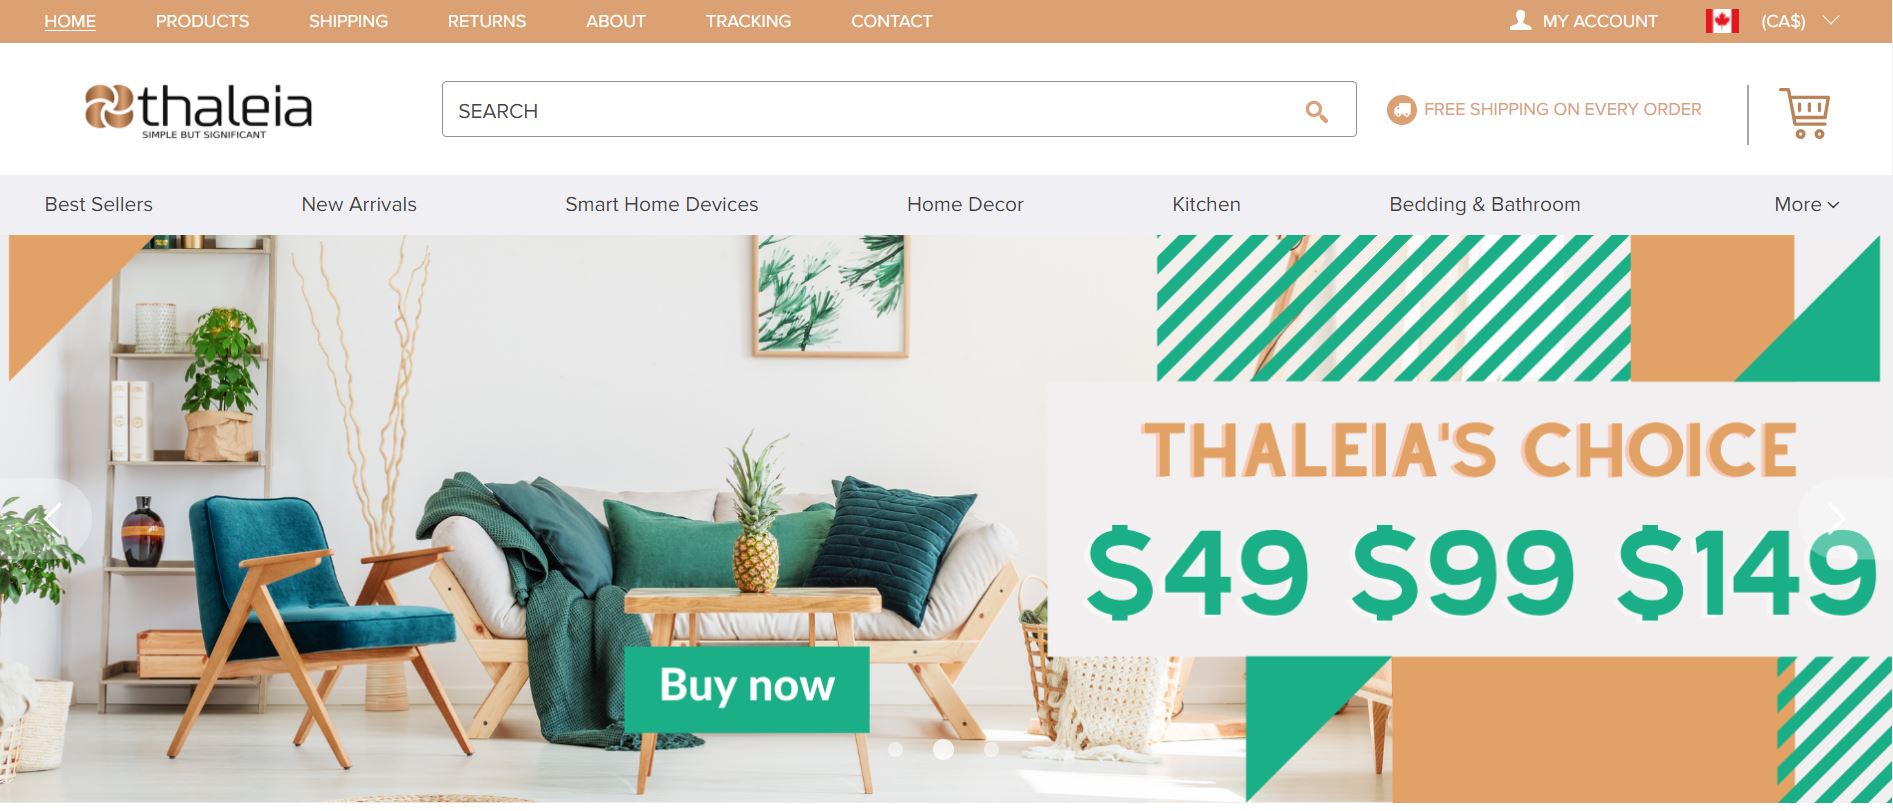 HOME PRODUCTS SHIPPING RETURNS ABOUT TRACKING CONTACT MY ACCOUNT (CA$)
thaleia
SIMPLE BUT SIGNIFICANT
SEARCH
FREE SHIPPING ON EVERY ORDER
Best Sellers New Arrivals Smart Home Devices Home Decor Kitchen Bedding & Bathroom More
THALEIA'S CHOICE
$49 $99 $149
Buy now